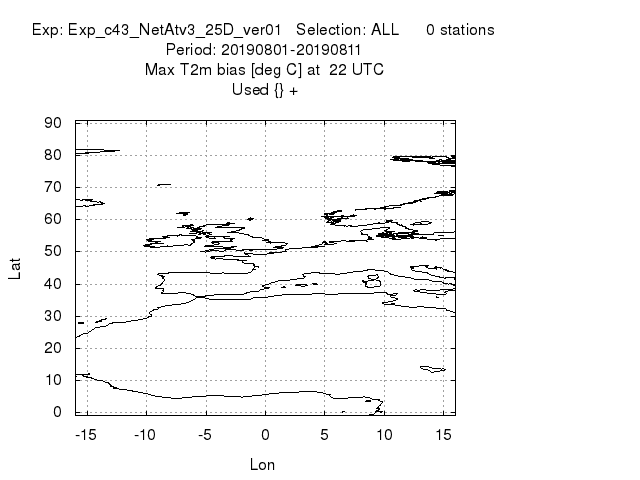 Exp: Exp_c43_NetAtv3_25D_ver01   Selection: ALL      0 stations
Period: 20190801-20190811
Max T2m bias [deg C] at  22 UTC
Used {} +
90
80
70
60
50
40
30
20
10
0
Lat
-15 -10 -5 0 5 10 15
Lon